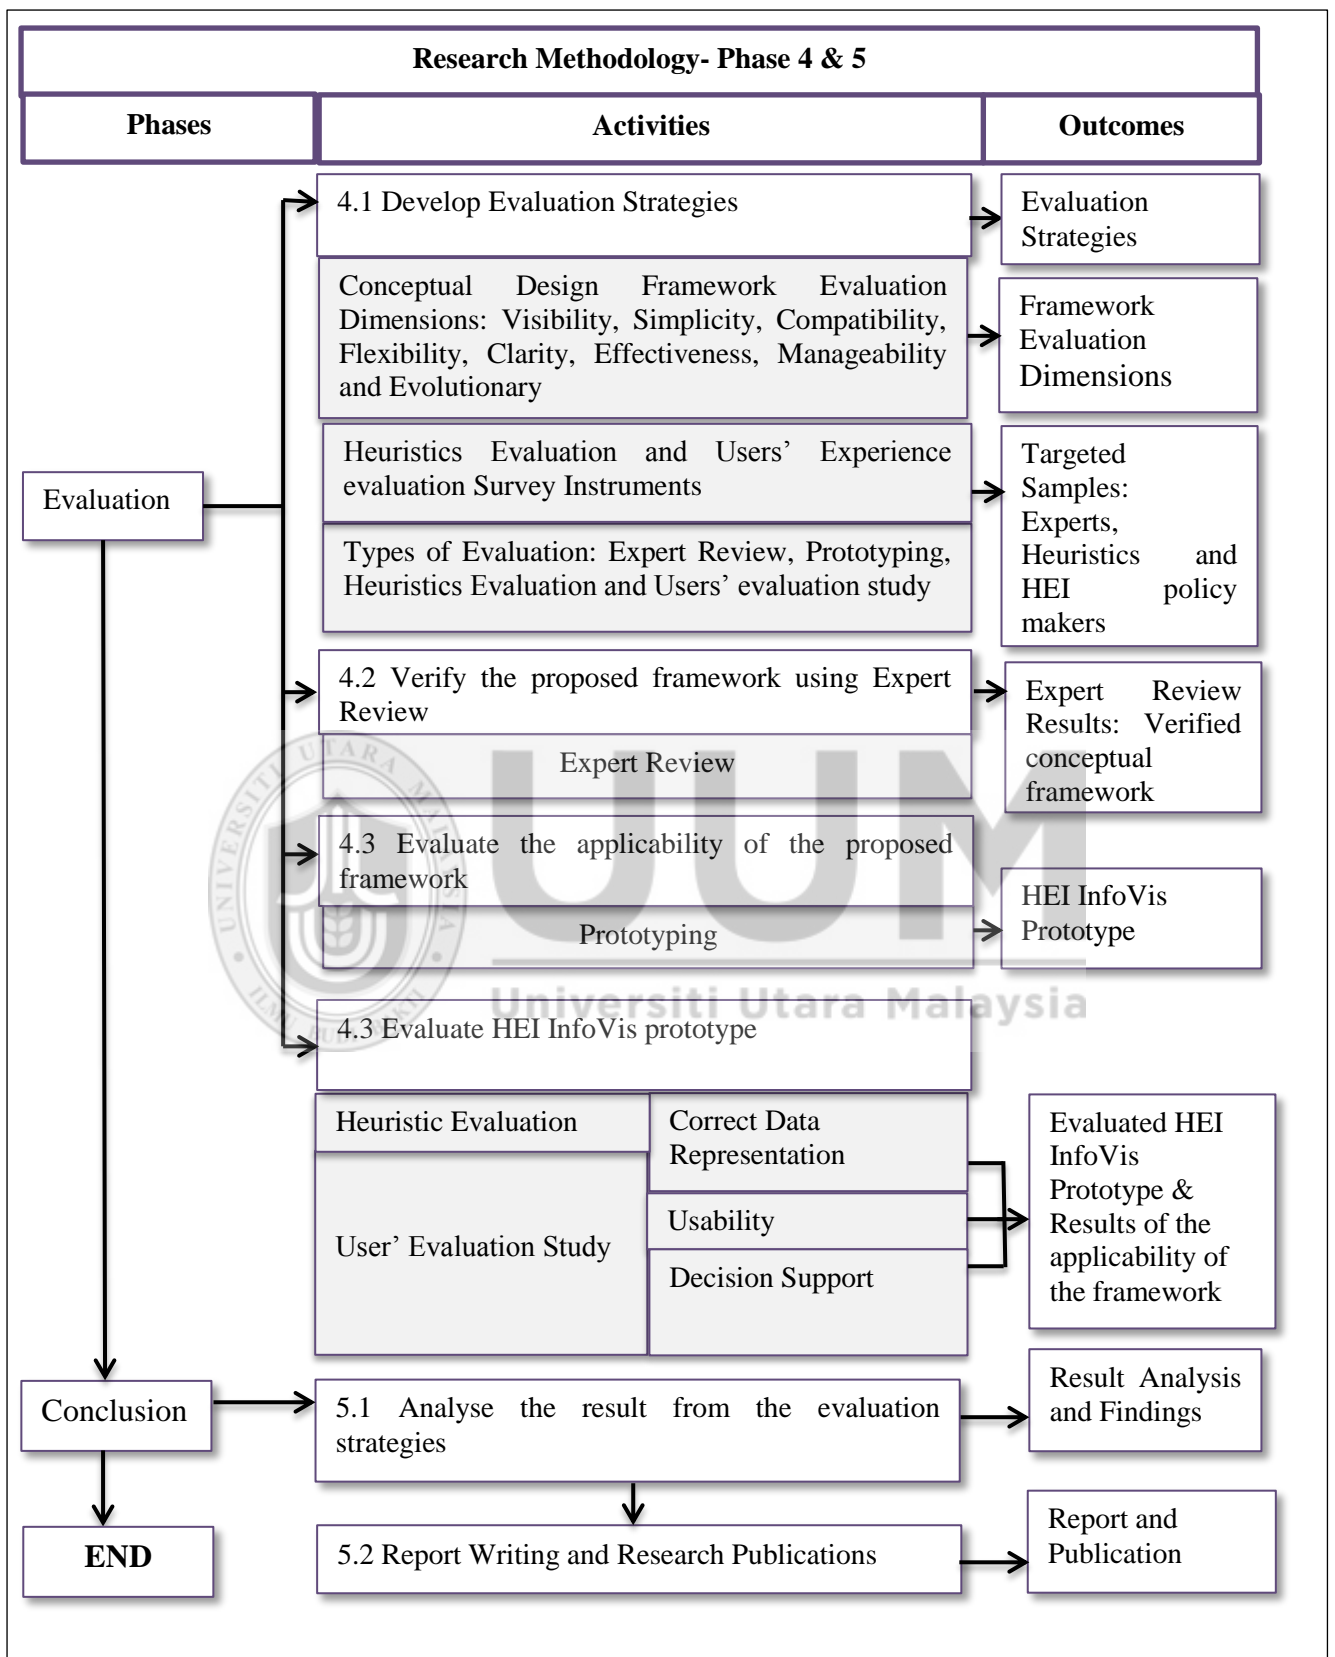 Research Methodology- Phase 4 & 5
Phases
Activities
Outcomes
4.1 Develop Evaluation Strategies
Evaluation
Strategies
Conceptual Design Framework Evaluation
Dimensions: Visibility, Simplicity, Compatibility,
Flexibility, Clarity, Effectiveness, Manageability
and Evolutionary
Framework
Evaluation
Dimensions
Evaluation
Heuristics Evaluation and Users’ Experience
evaluation Survey Instruments
Types of Evaluation: Expert Review, Prototyping,
Heuristics Evaluation and Users’ evaluation study
Targeted
Samples:
Experts,
Heuristics and
HEI policy
makers
4.2 Verify the proposed framework using Expert
Review
Expert Review
Expert Review
Results: Verified
conceptual
framework
4.3 Evaluate the applicability of the proposed
framework
Prototyping
HEI InfoVis
Prototype
UNIVERSITI UTARA MALAYSIA
ILMU BUDI BAKTI
UUM
Universiti Utara Malaysia
4.3 Evaluate HEI InfoVis prototype
Heuristic Evaluation
User’ Evaluation Study
Correct Data
Representation
Usability
Decision Support
Evaluated HEI
InfoVis
Prototype &
Results of the
applicability of
the framework
Conclusion
5.1 Analyse the result from the evaluation
strategies
Result Analysis
and Findings
END
5.2 Report Writing and Research Publications
Report and
Publication